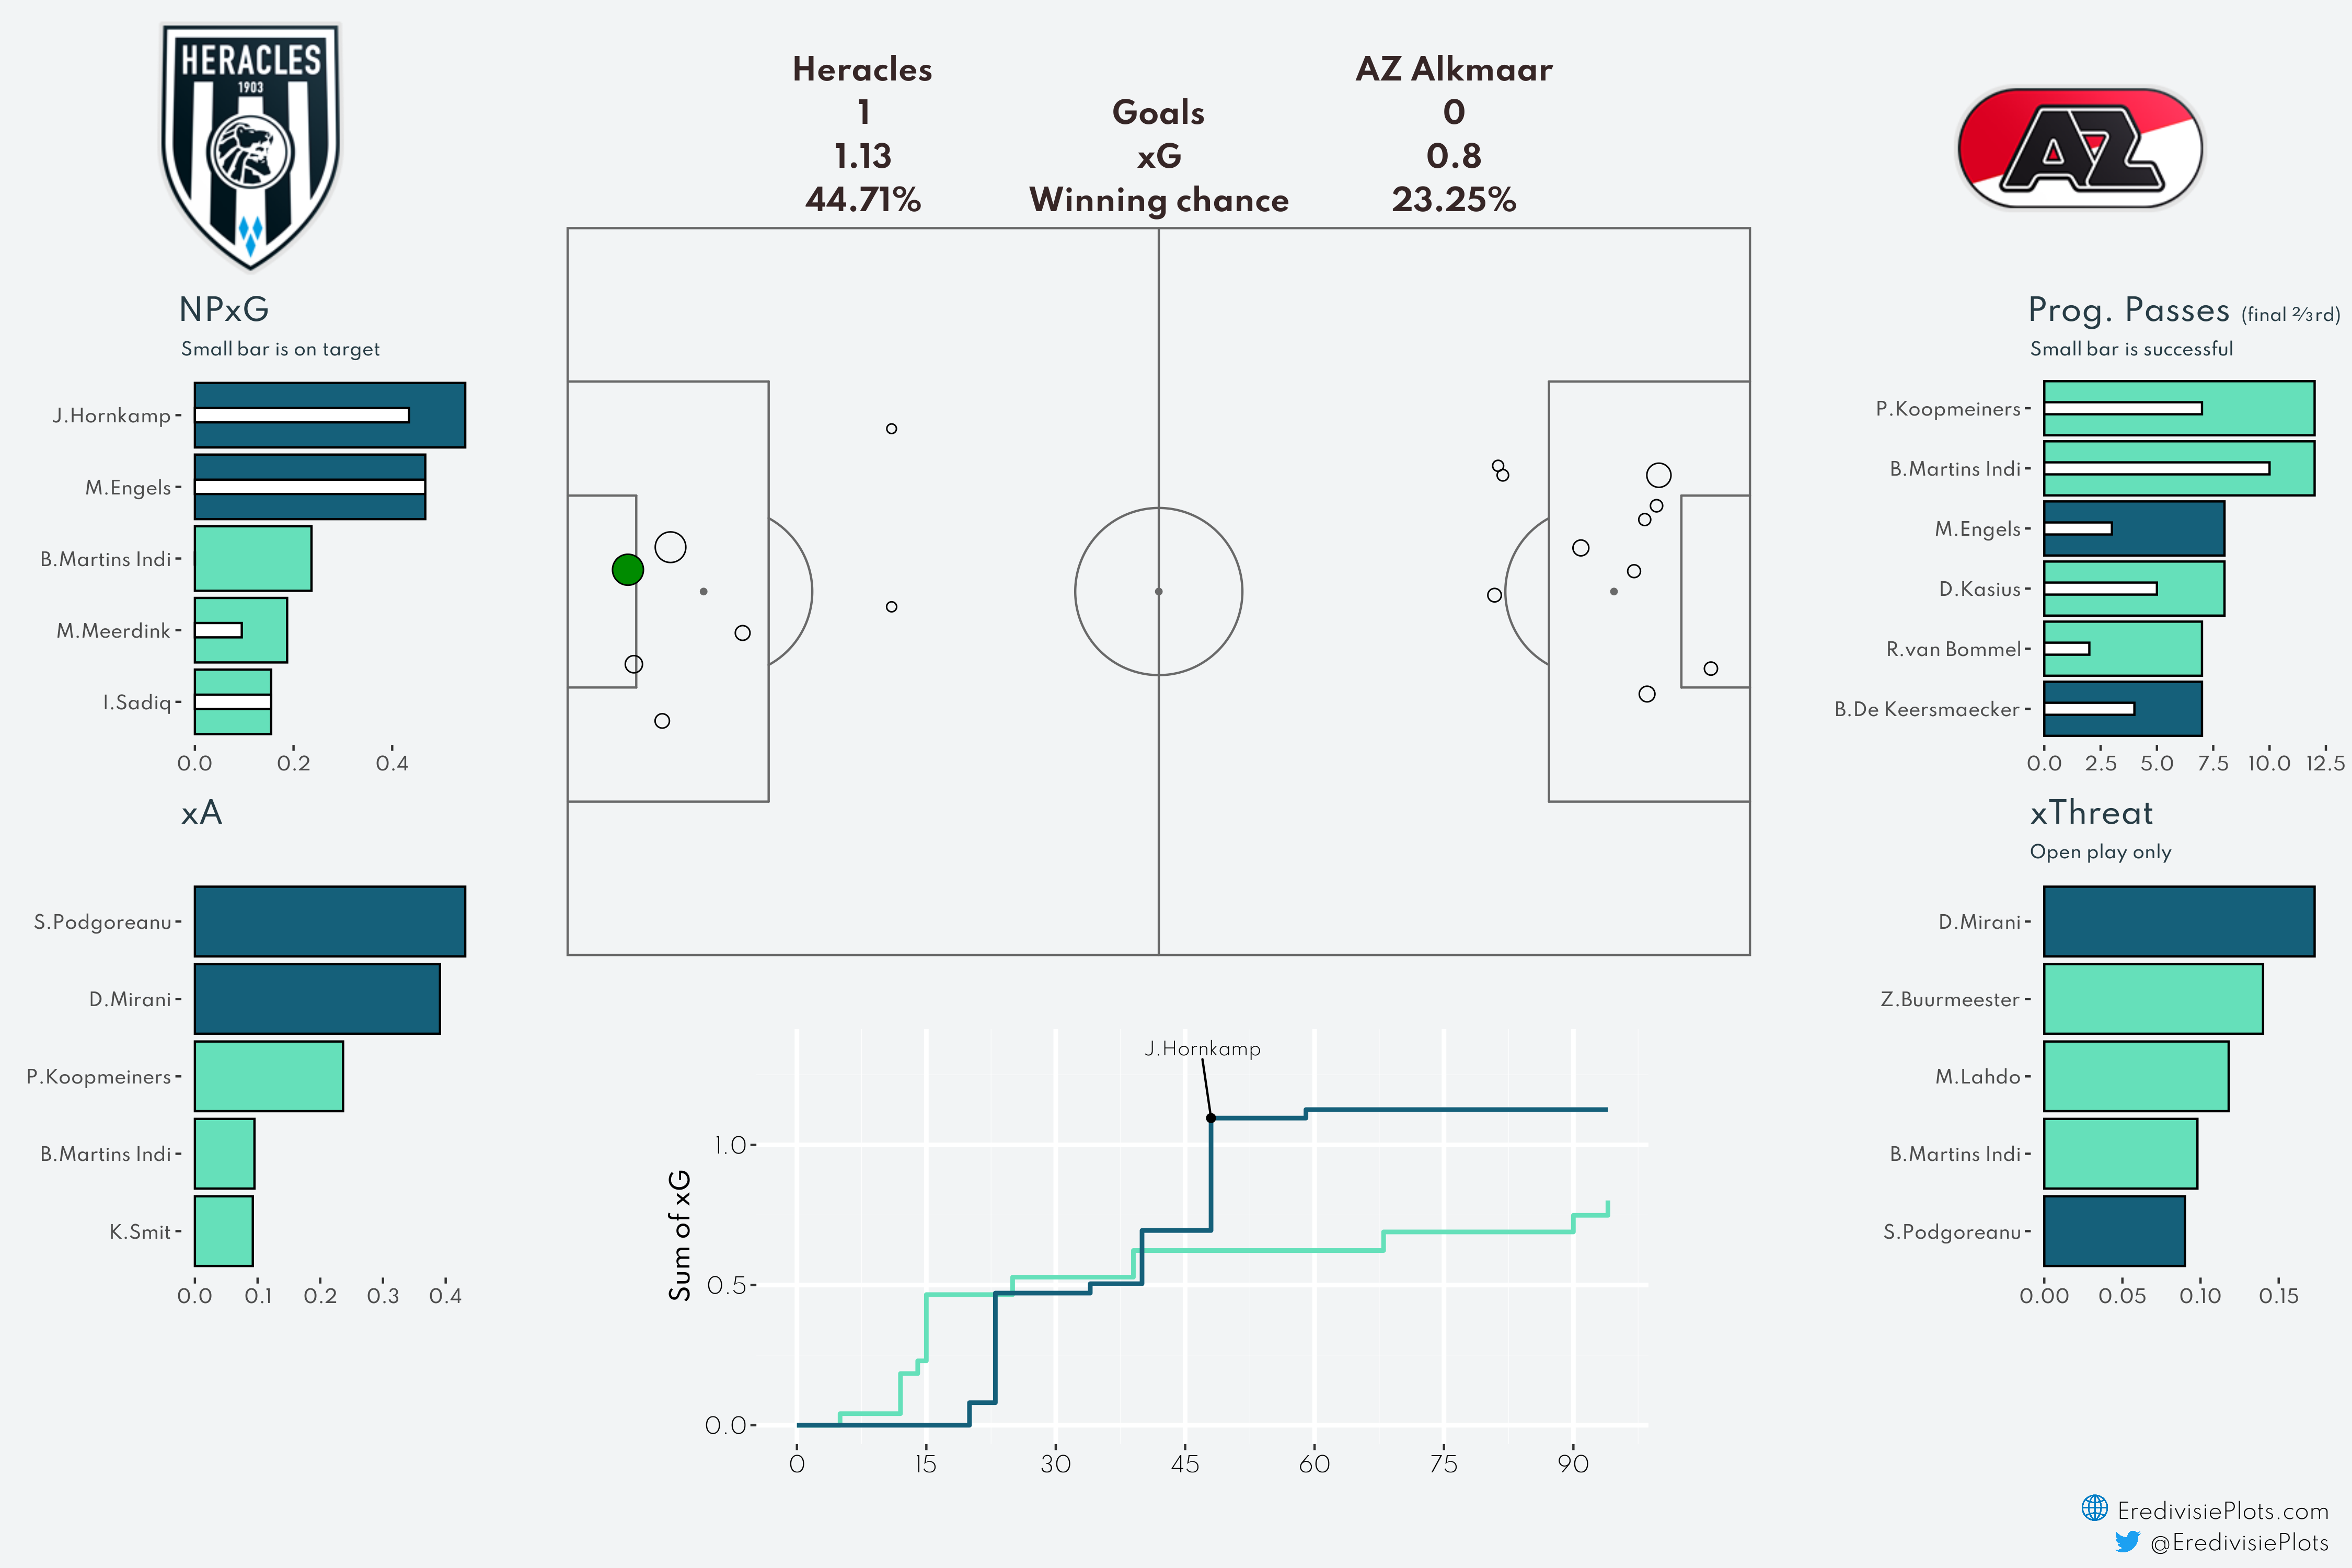 HERACLES
1903
Heracles AZ Alkmaar
1 Goals 0
1.13 xG 0.8
44.71% Winning chance 23.25%
AZ
NPxG
Small bar is on target
J.Hornkamp
M.Engels
B.Martins Indi
M.Meerdink
I.Sadiq
0.0 0.2 0.4
xA
S.Podgoreanu
D.Mirani
P.Koopmeiners
B.Martins Indi
K.Smit
0.0 0.1 0.2 0.3 0.4
J.Hornkamp
Sum of xG
1.0
0.5
0.0
0 15 30 45 60 75 90
Prog. Passes (final ⅔rd)
Small bar is successful
P.Koopmeiners
B.Martins Indi
M.Engels
D.Kasius
R.van Bommel
B.De Keersmaecker
0.0 2.5 5.0 7.5 10.0 12.5
xThreat
Open play only
D.Mirani
Z.Buurmeester
M.Lahdo
B.Martins Indi
S.Podgoreanu
0.00 0.05 0.10 0.15
EredivisiePlots.com
@EredivisiePlots